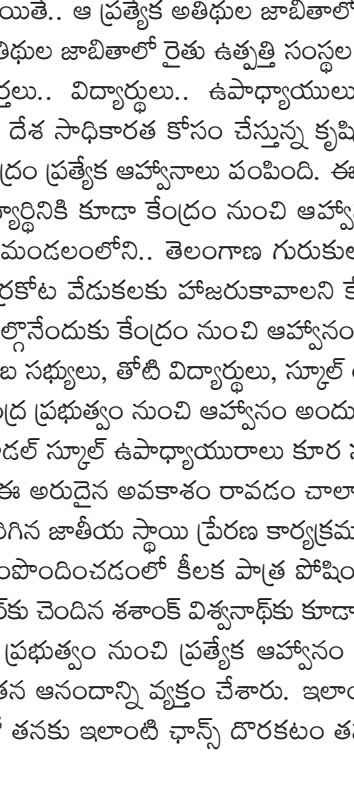 యితే.. ఆ ప్రత్యేక అతిథుల జాబితాలో
తిథుల జాబితాలో రైతు ఉత్పత్తి సంస్థల
ర్తలు.. విద్యార్థులు.. ఉపాధ్యాయులు
దేశ సాధికారత కోసం చేస్తున్న కృషి
ద్రం ప్రత్యేక ఆహ్వానాలు పంపింది. ఈ
్యార్థినికి కూడా కేంద్రం నుంచి ఆహ్వా
మండలంలోని.. తెలంగాణ గురుకుల
ర్రకోట వేడుకలకు హాజరుకావాలని కే
ల్గొనేందుకు కేంద్రం నుంచి ఆహ్వానం
బ సభ్యులు, తోటి విద్యార్థులు, స్కూల్
ంద్ర ప్రభుత్వం నుంచి ఆహ్వానం అందు
డల్ స్కూల్ ఉపాధ్యాయురాలు కూర
ఈ అరుదైన అవకాశం రావడం చాలా
రిగిన జాతీయ స్థాయి ప్రేరణ కార్యక్రమ
ంపొందించడంలో కీలక పాత్ర పోషిం
ర్‌కు చెందిన శశాంక్ విశ్వనాథ్‌కు కూడా
ప్రభుత్వం నుంచి ప్రత్యేక ఆహ్వానం
తన ఆనందాన్ని వ్యక్తం చేశారు. ఇలాం
తనకు ఇలాంటి ఛాన్స్ దొరకటం తన